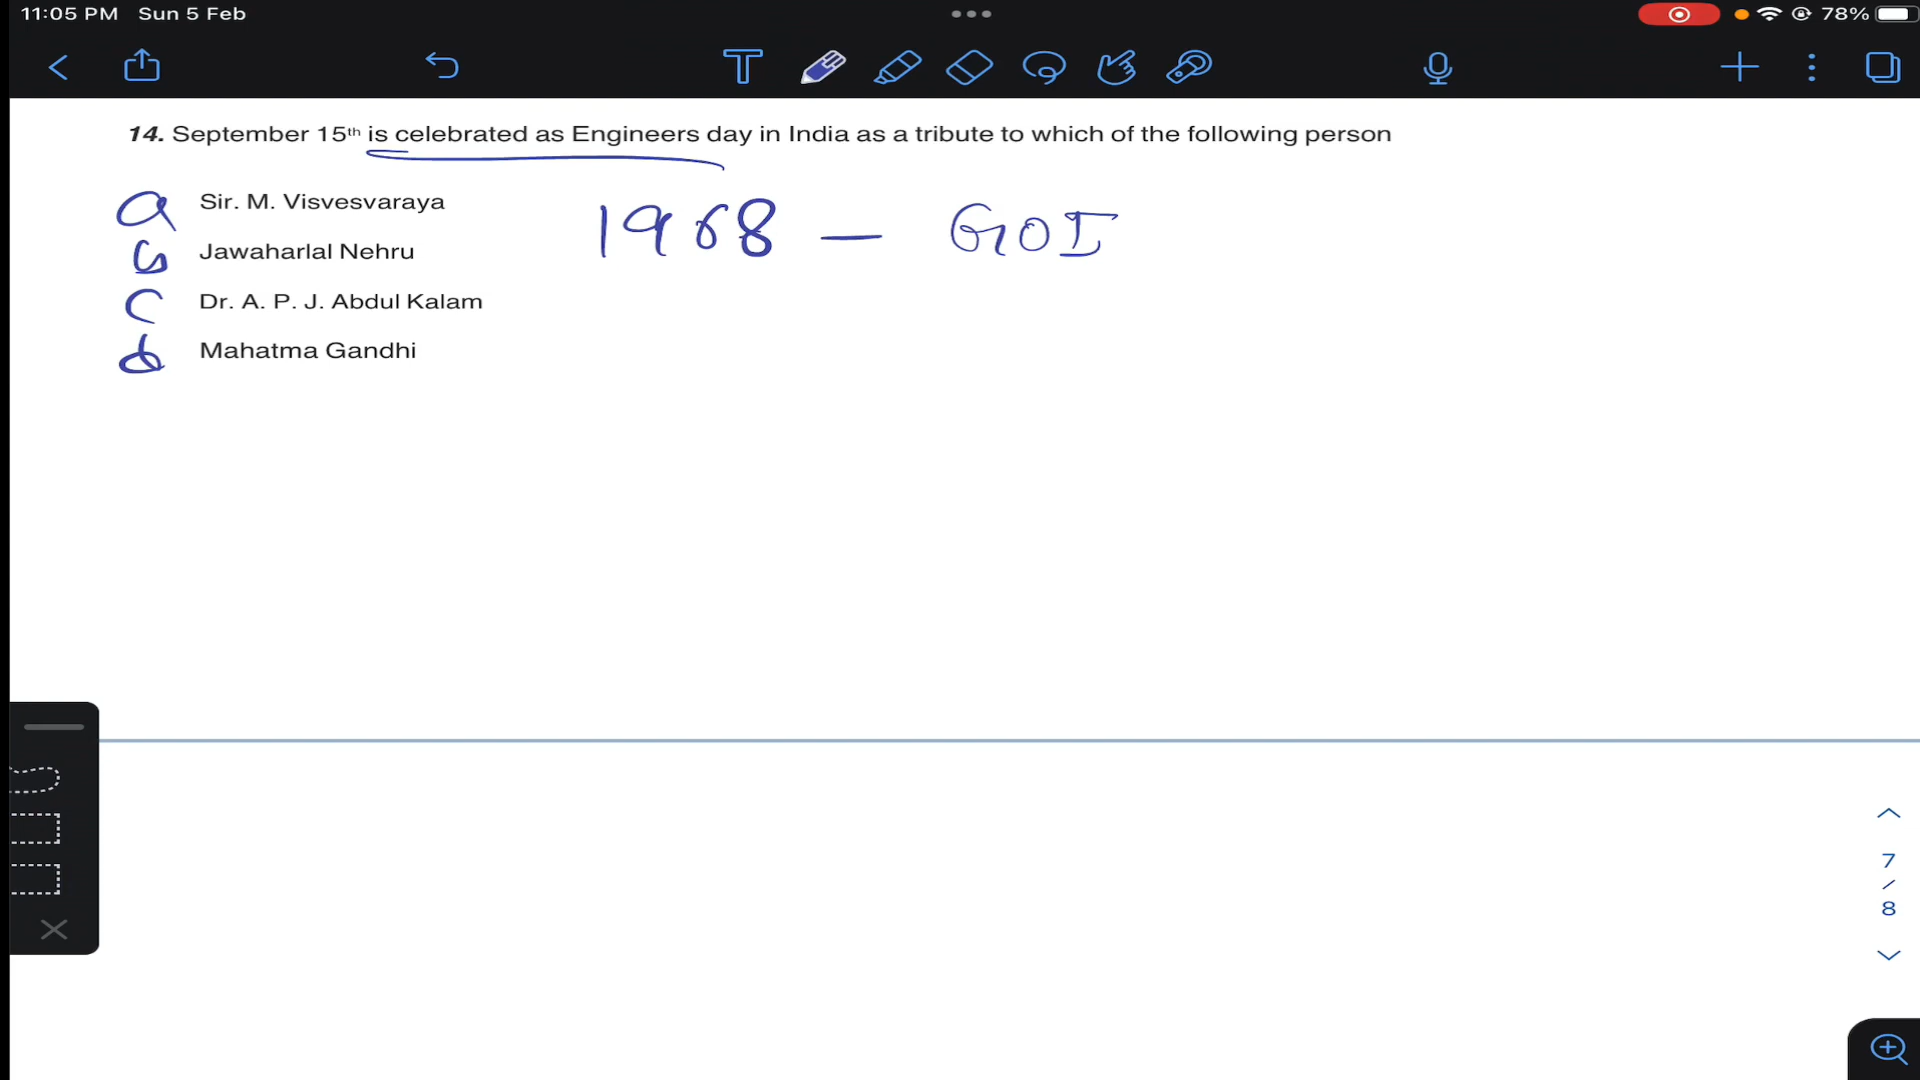 11:05 PM Sun 5 Feb
78%
14. September 15th is celebrated as Engineers day in India as a tribute to which of the following person
a Sir. M. Visvesvaraya
1968 — GOI
b Jawaharlal Nehru
c Dr. A. P. J. Abdul Kalam
d Mahatma Gandhi
7
/
8